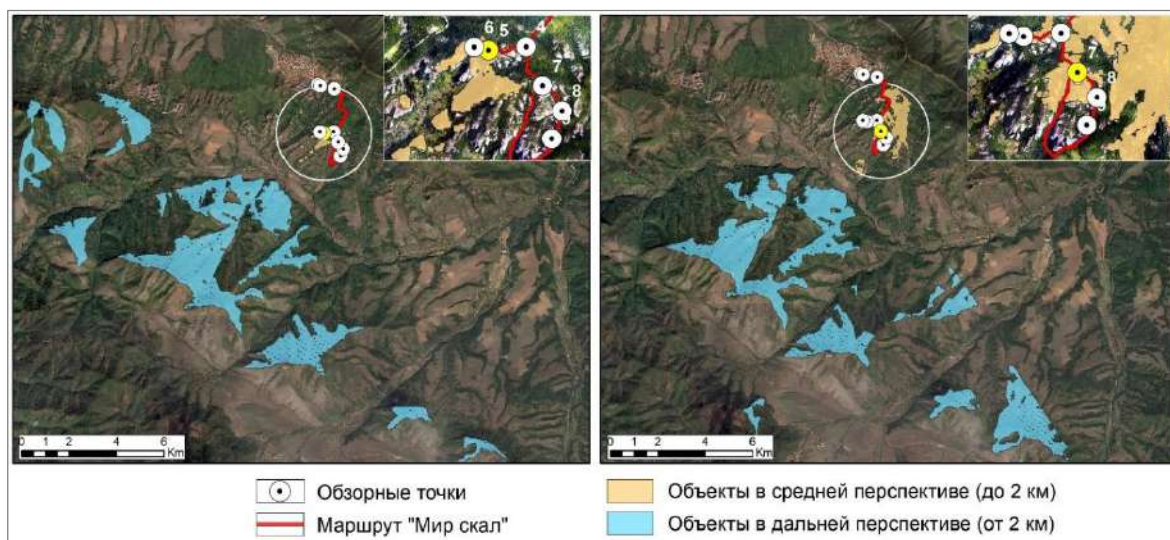 6 5 4
7
8
7
8
9
0 1 2 4 6
Km
0 1 2 4 6
Km
Обзорные точки
Маршрут "Мир скал"
Объекты в средней перспективе (до 2 км)
Объекты в дальней перспективе (от 2 км)